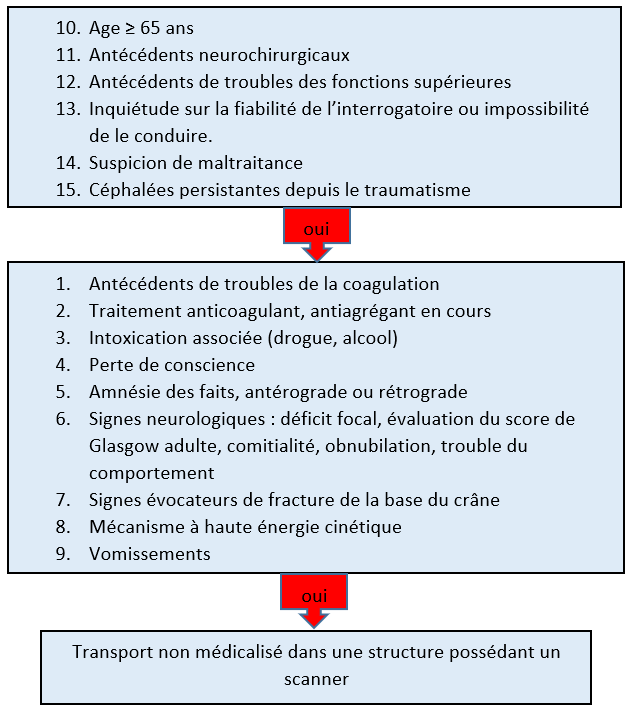 10. Age ≥ 65 ans
11. Antécédents neurochirurgicaux
12. Antécédents de troubles des fonctions supérieures
13. Inquiétude sur la fiabilité de l’interrogatoire ou impossibilité
de le conduire.
14. Suspicion de maltraitance
15. Céphalées persistantes depuis le traumatisme
oui
1. Antécédents de troubles de la coagulation
2. Traitement anticoagulant, antiagrégant en cours
3. Intoxication associée (drogue, alcool)
4. Perte de conscience
5. Amnésie des faits, antérograde ou rétrograde
6. Signes neurologiques : déficit focal, évaluation du score de
Glasgow adulte, comitialité, obnubilation, trouble du
comportement
7. Signes évocateurs de fracture de la base du crâne
8. Mécanisme à haute énergie cinétique
9. Vomissements
oui
Transport non médicalisé dans une structure possédant un
scanner